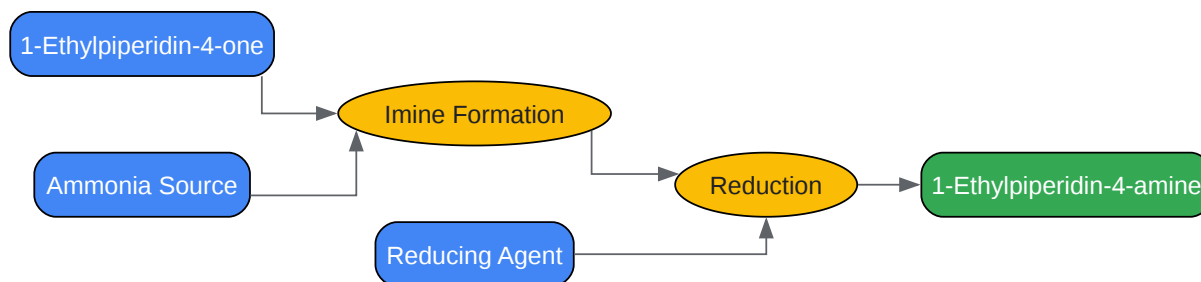 1-Ethylpiperidin-4-one
Imine Formation
Ammonia Source
Reduction
1-Ethylpiperidin-4-amine
Reducing Agent